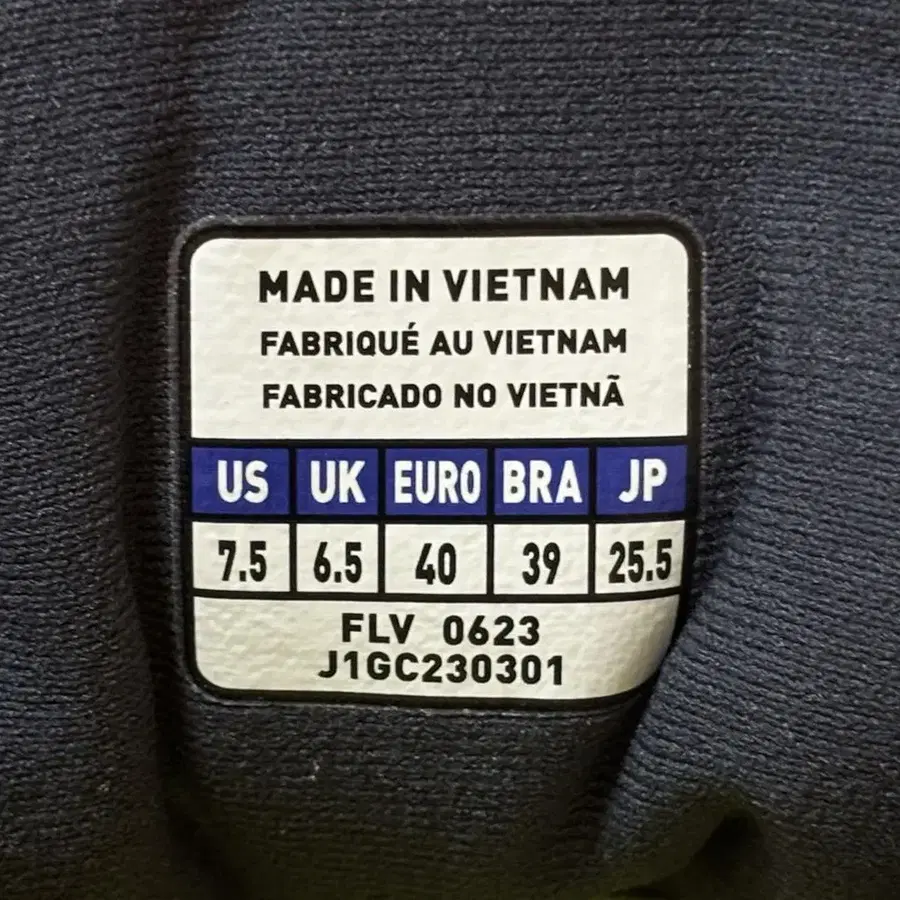 MADE IN VIETNAM
FABRIQUÉ AU VIETNAM
FABRICADO NO VIETNÃ
US UK EURO BRA JP
7.5 6.5 40 39 25.5
FLV 0623
J1GC230301